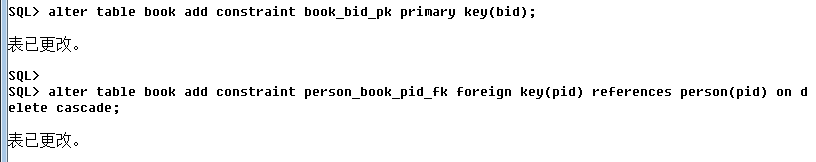 SQL> alter table book add constraint book_bid_pk primary key(bid);
表已更改。
SQL>
SQL> alter table book add constraint person_book_pid_fk foreign key(pid) references person(pid) on d
elete cascade;
表已更改。